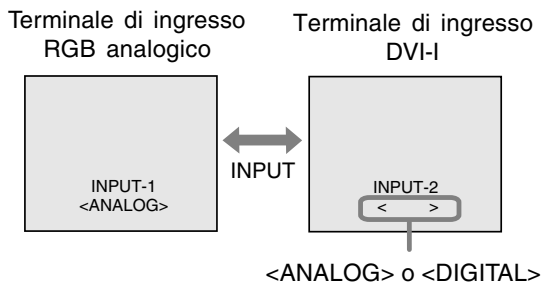 Terminale di ingresso
RGB analogico
Terminale di ingresso
DVI-I
INPUT-1
<ANALOG>
INPUT
INPUT-2
< >
<ANALOG> o <DIGITAL>